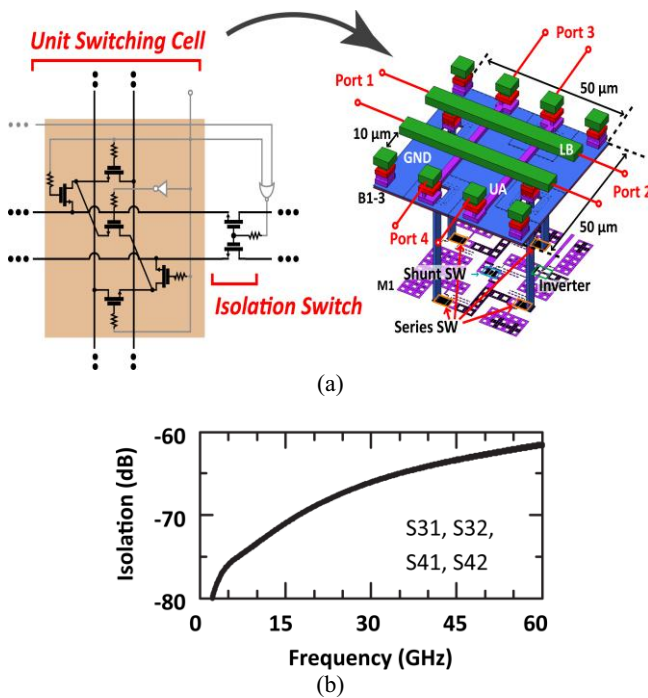 Unit Switching Cell
Isolation Switch
Port 3
Port 1
50 μm
10 μm
LB
GND
Port 2
UA
B1-3
Port 4
50 μm
Shunt SW
Inverter
M1
Series SW
(a)
-60
-70
-80
Isolation (dB)
S31, S32,
S41, S42
0 15 30 45 60
Frequency (GHz)
(b)